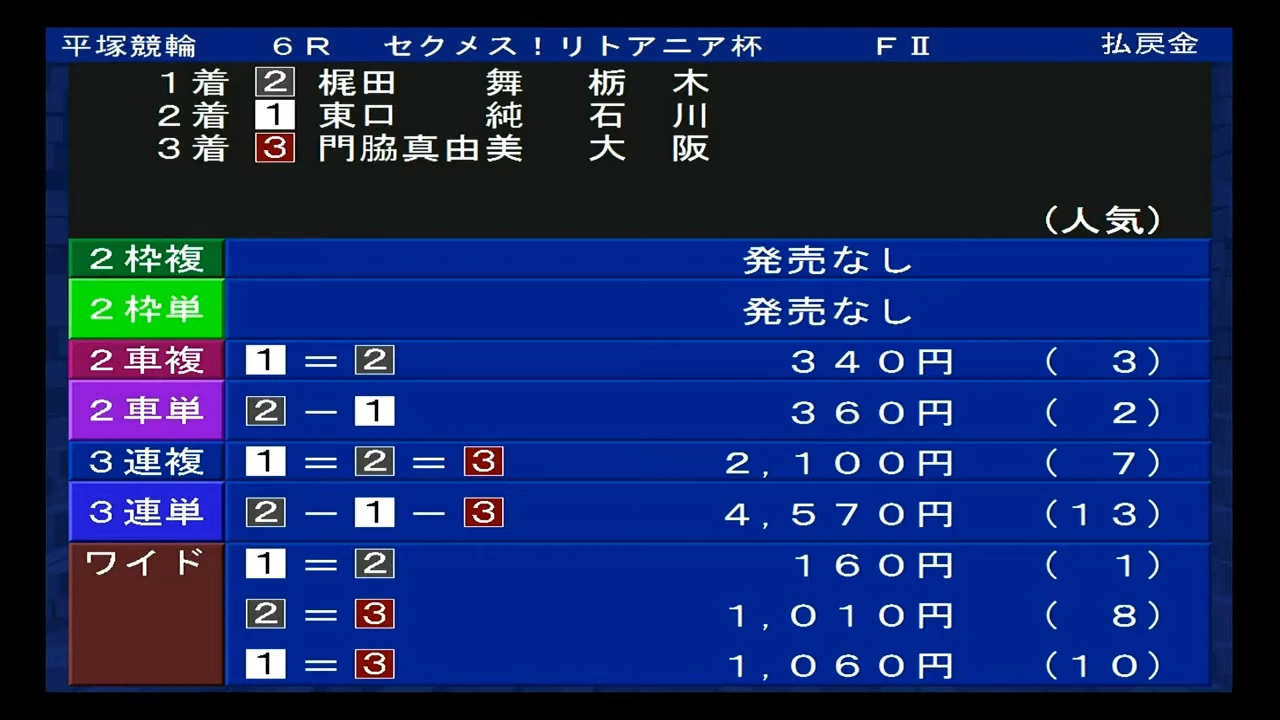 平塚競輪 6R セクメス!リトアニア杯 FⅡ 払戻金
1着 2 梶田 舞 栃木
2着 1 東口 純 石川
3着 3 門脇真由美 大阪
(人気)
2枠複 発売なし
2枠単 発売なし
2車複 1=2 340円 (3)
2車単 2-1 360円 (2)
3連複 1=2=3 2,100円 (7)
3連単 2-1-3 4,570円 (13)
ワイド 1=2 160円 (1)
2=3 1,010円 (8)
1=3 1,060円 (10)